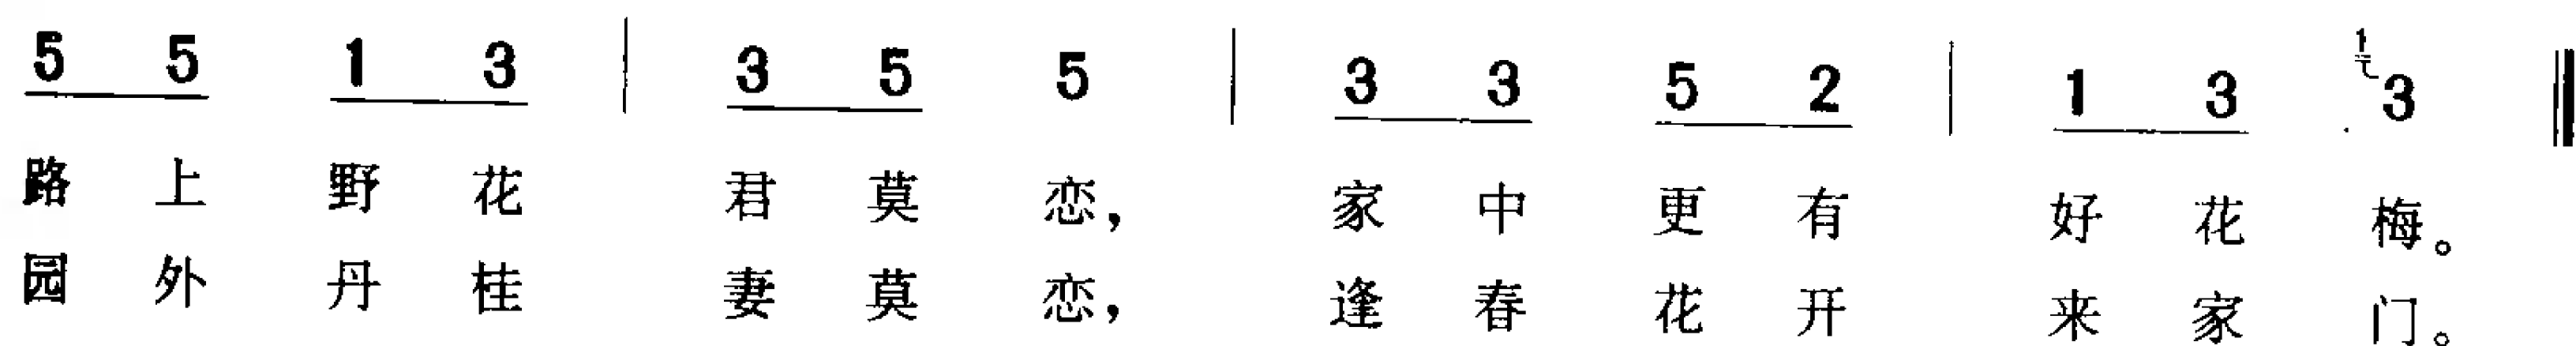 5 5 1 3 | 3 5 5 | 3 3 5 2 | 1 3 1 3 ‖
路 上 野 花 君 莫 恋， 家 中 更 有 好 花 梅。
园 外 丹 桂 妻 莫 恋， 逢 春 花 开 来 家 门。